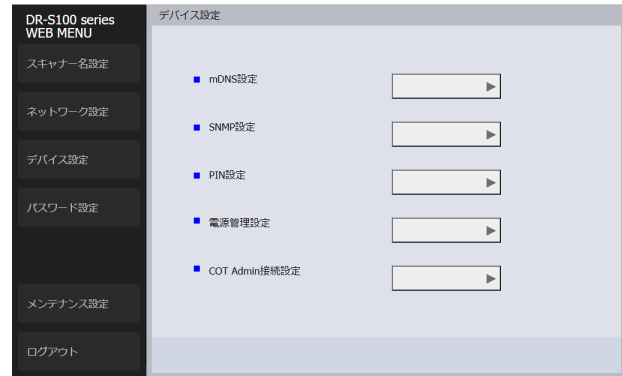 DR-S100 series
WEB MENU
スキャナー名設定
ネットワーク設定
デバイス設定
パスワード設定
メンテナンス設定
ログアウト
デバイス設定
mDNS設定
SNMP設定
PIN設定
電源管理設定
COT Admin接続設定